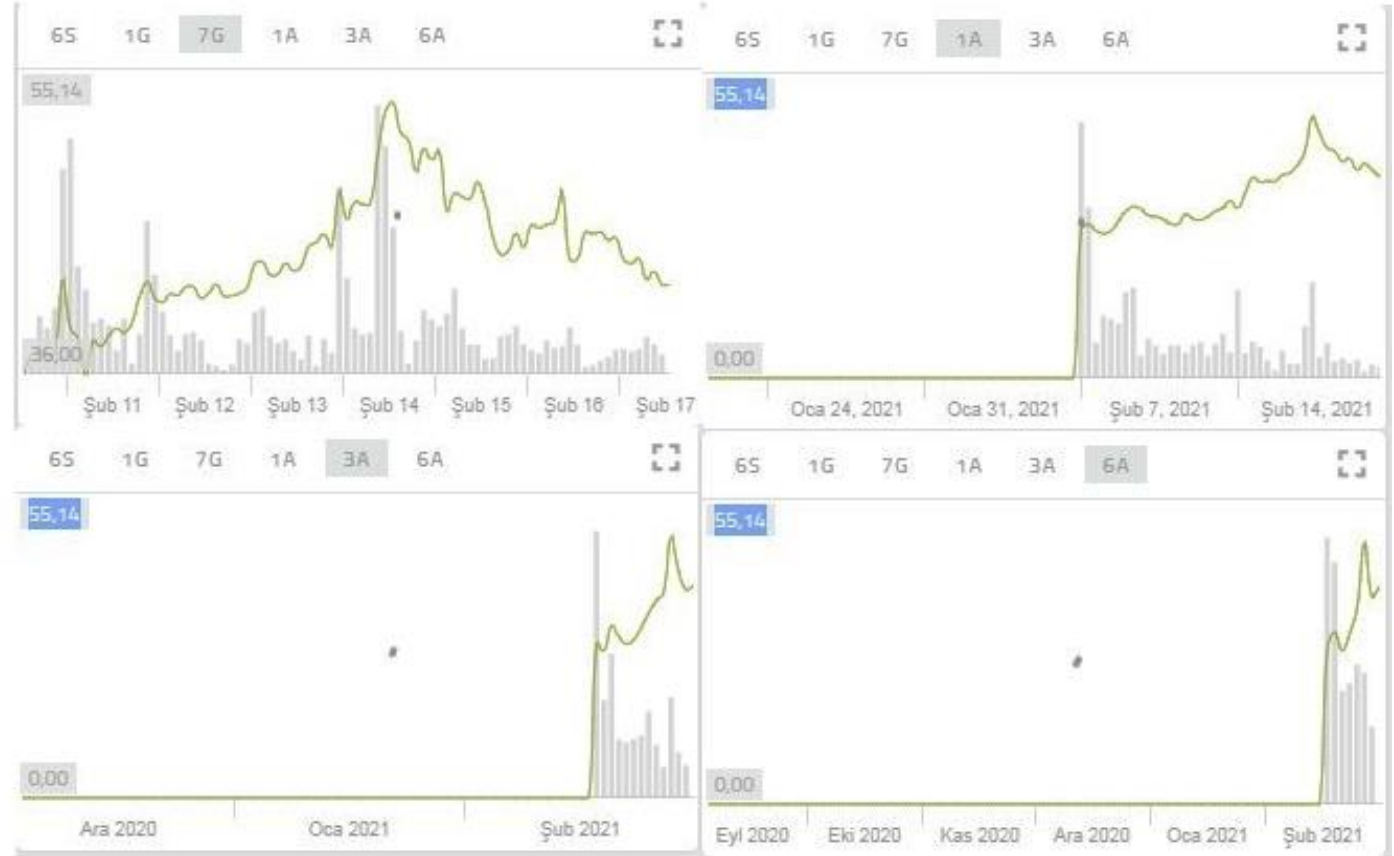 6S 1G 7G 1A 3A 6A
55,14
36,00
Şub 11 Şub 12 Şub 13 Şub 14 Şub 15 Şub 16 Şub 17
6S 1G 7G 1A 3A 6A
55,14
0,00
Oca 24, 2021 Oca 31, 2021 Şub 7, 2021 Şub 14, 2021
6S 1G 7G 1A 3A 6A
55,14
0,00
Ara 2020 Oca 2021 Şub 2021
6S 1G 7G 1A 3A 6A
55,14
0,00
Eyl 2020 Eki 2020 Kas 2020 Ara 2020 Oca 2021 Şub 2021